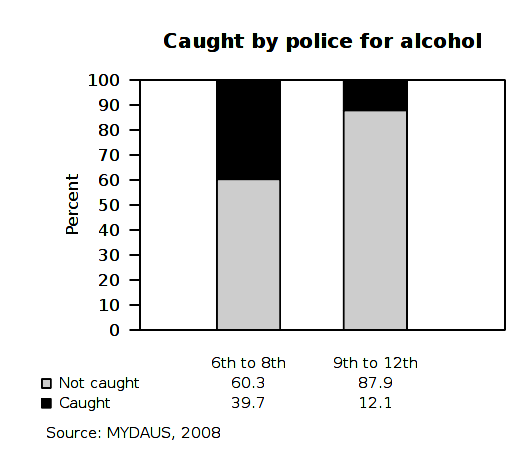 Caught by police for alcohol
100
90
80
70
60
50
40
30
20
10
0
Percent
6th to 8th 9th to 12th
Not caught 60.3 87.9
Caught 39.7 12.1
Source: MYDAUS, 2008